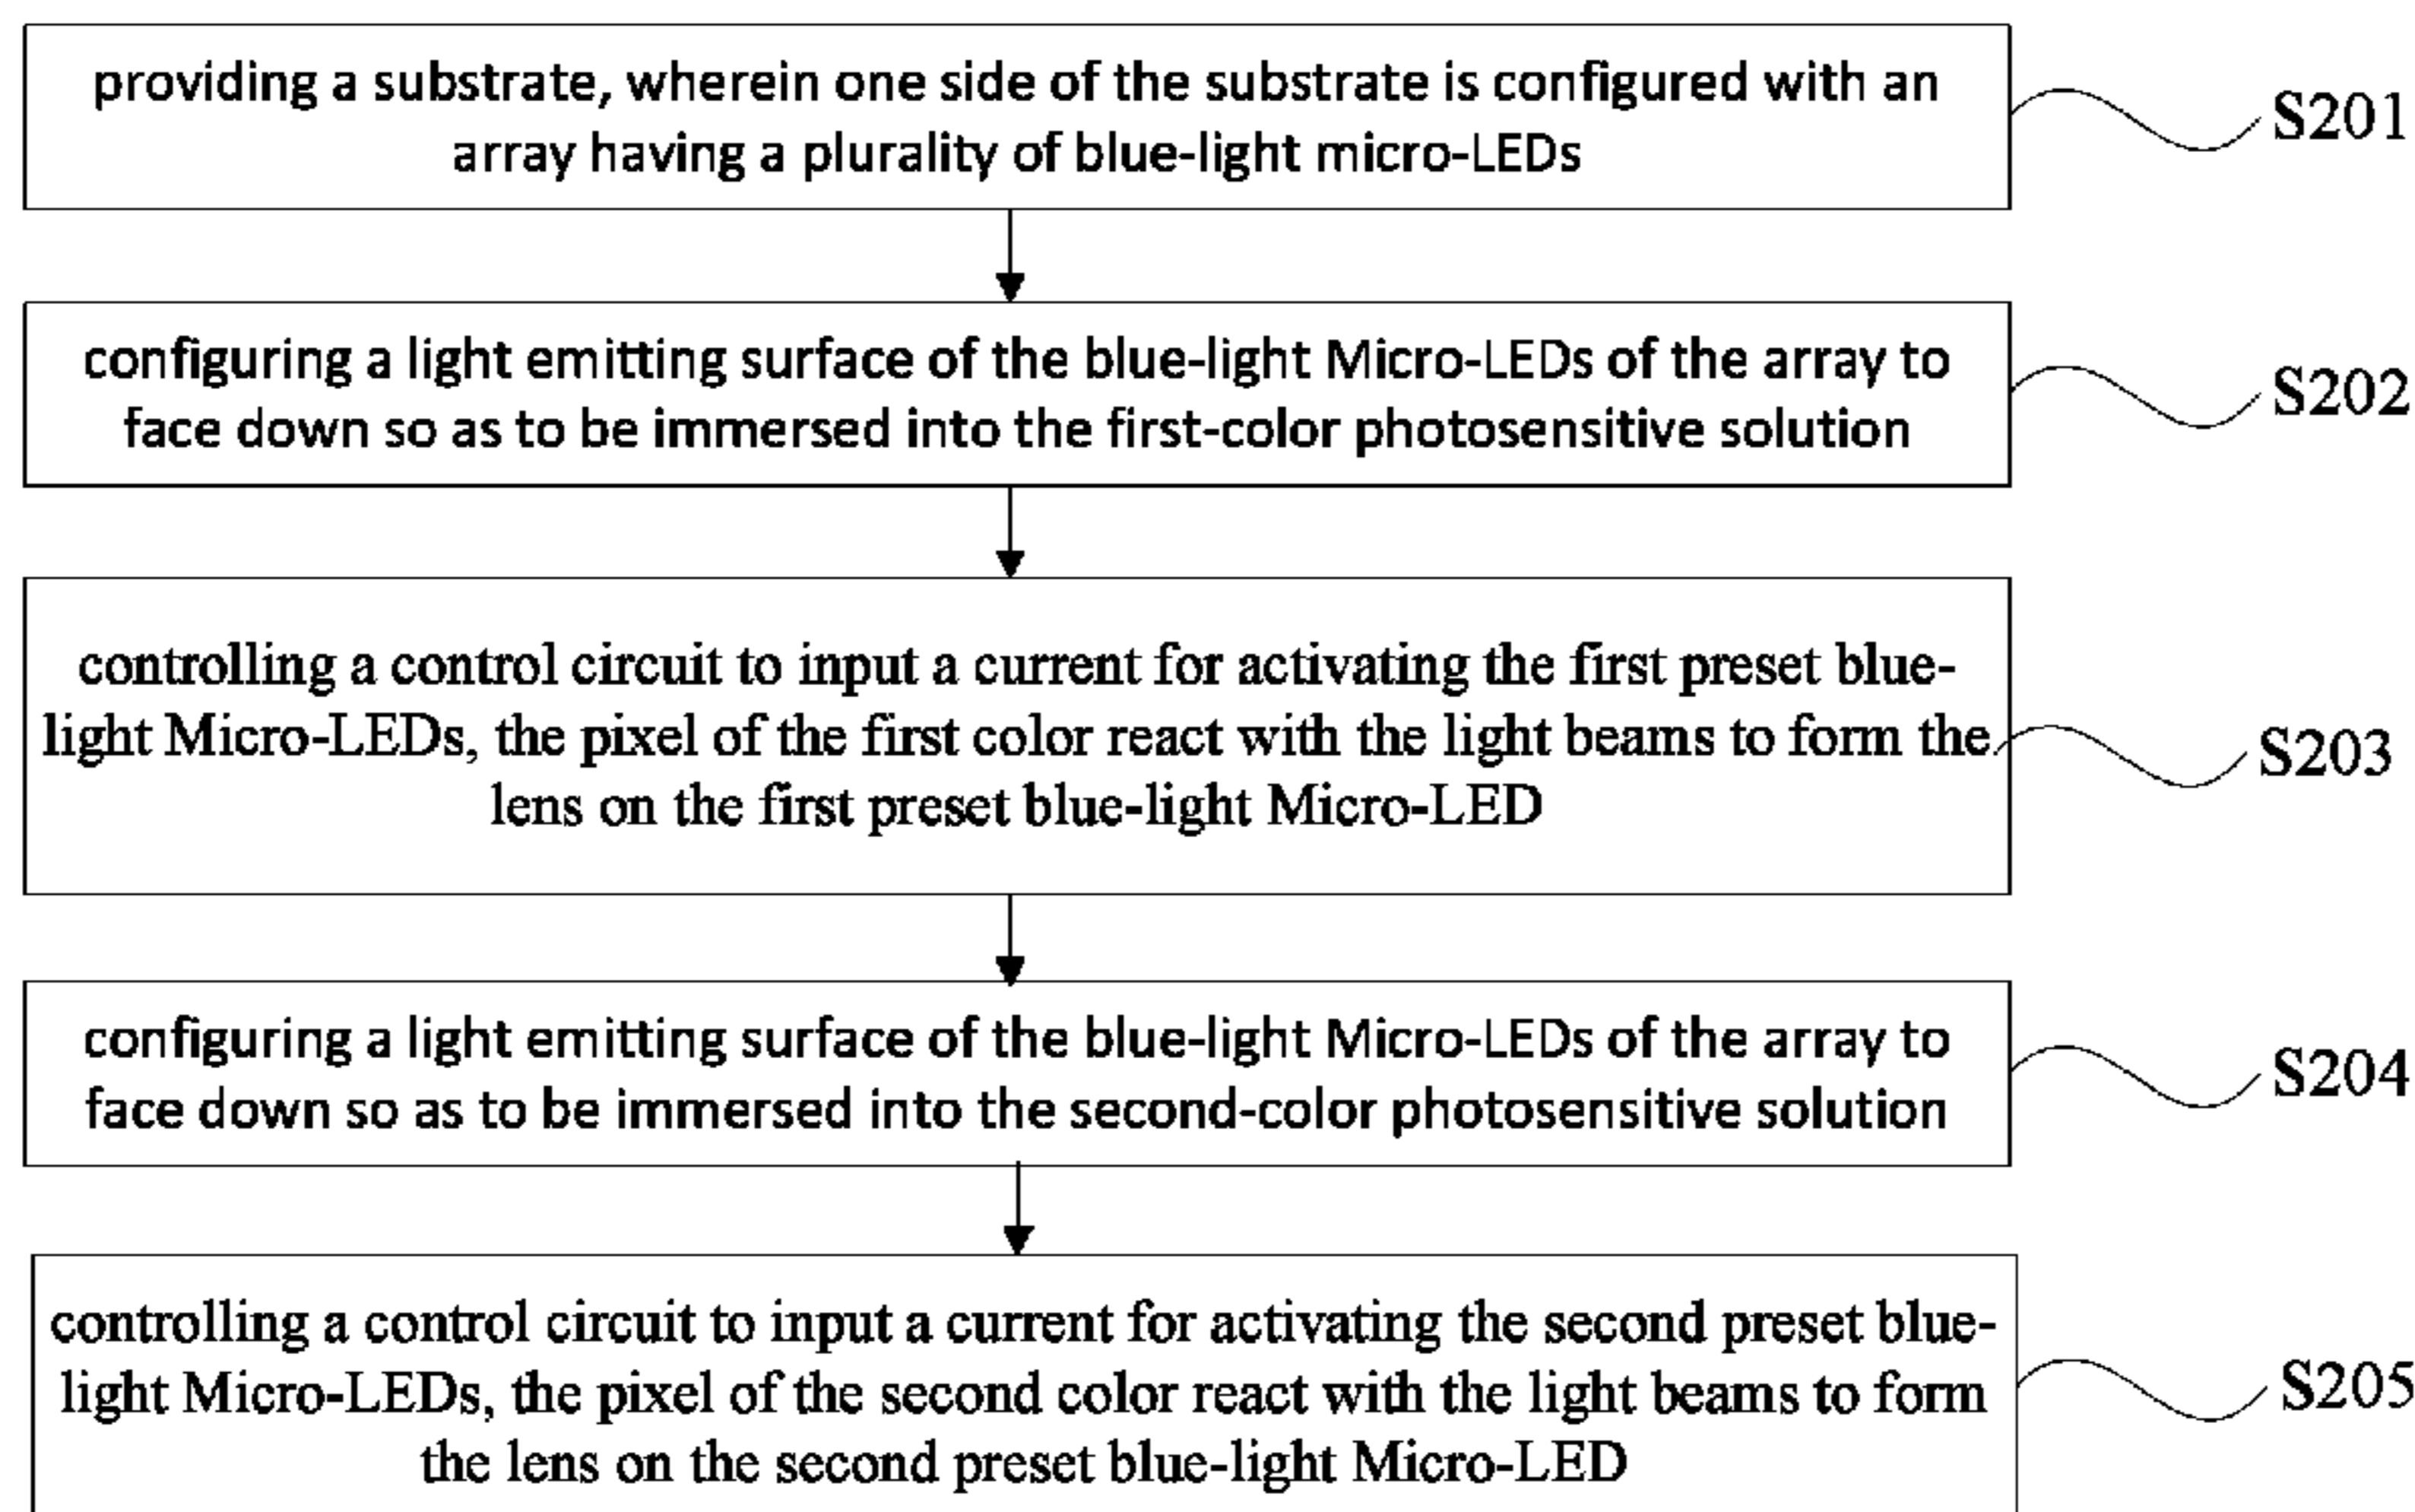 providing a substrate, wherein one side of the substrate is configured with an
array having a plurality of blue-light micro-LEDs
S201
configuring a light emitting surface of the blue-light Micro-LEDs of the array to
face down so as to be immersed into the first-color photosensitive solution
S202
controlling a control circuit to input a current for activating the first preset blue-
light Micro-LEDs, the pixel of the first color react with the light beams to form the
lens on the first preset blue-light Micro-LED
S203
configuring a light emitting surface of the blue-light Micro-LEDs of the array to
face down so as to be immersed into the second-color photosensitive solution
S204
controlling a control circuit to input a current for activating the second preset blue-
light Micro-LEDs, the pixel of the second color react with the light beams to form
the lens on the second preset blue-light Micro-LED
S205